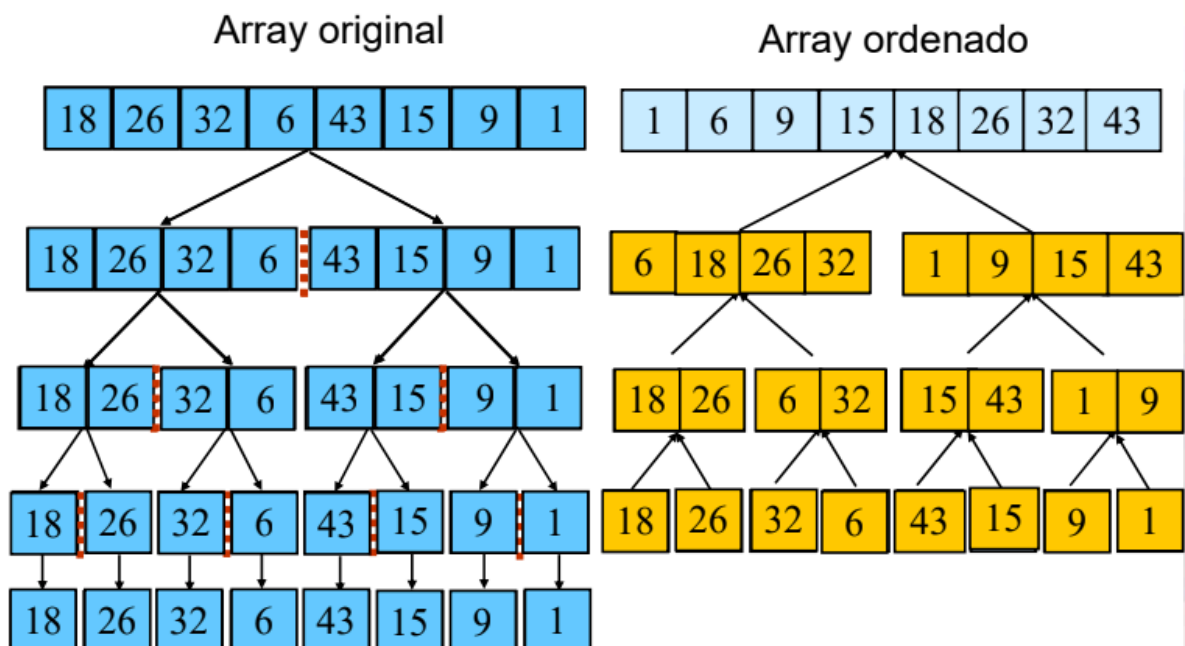 Array original
18 26 32 6 43 15 9 1
18 26 32 6 43 15 9 1
18 26 32 6 43 15 9 1
18 26 32 6 43 15 9 1
18 26 32 6 43 15 9 1
Array ordenado
1 6 9 15 18 26 32 43
6 18 26 32 1 9 15 43
18 26 6 32 15 43 1 9
18 26 32 6 43 15 9 1